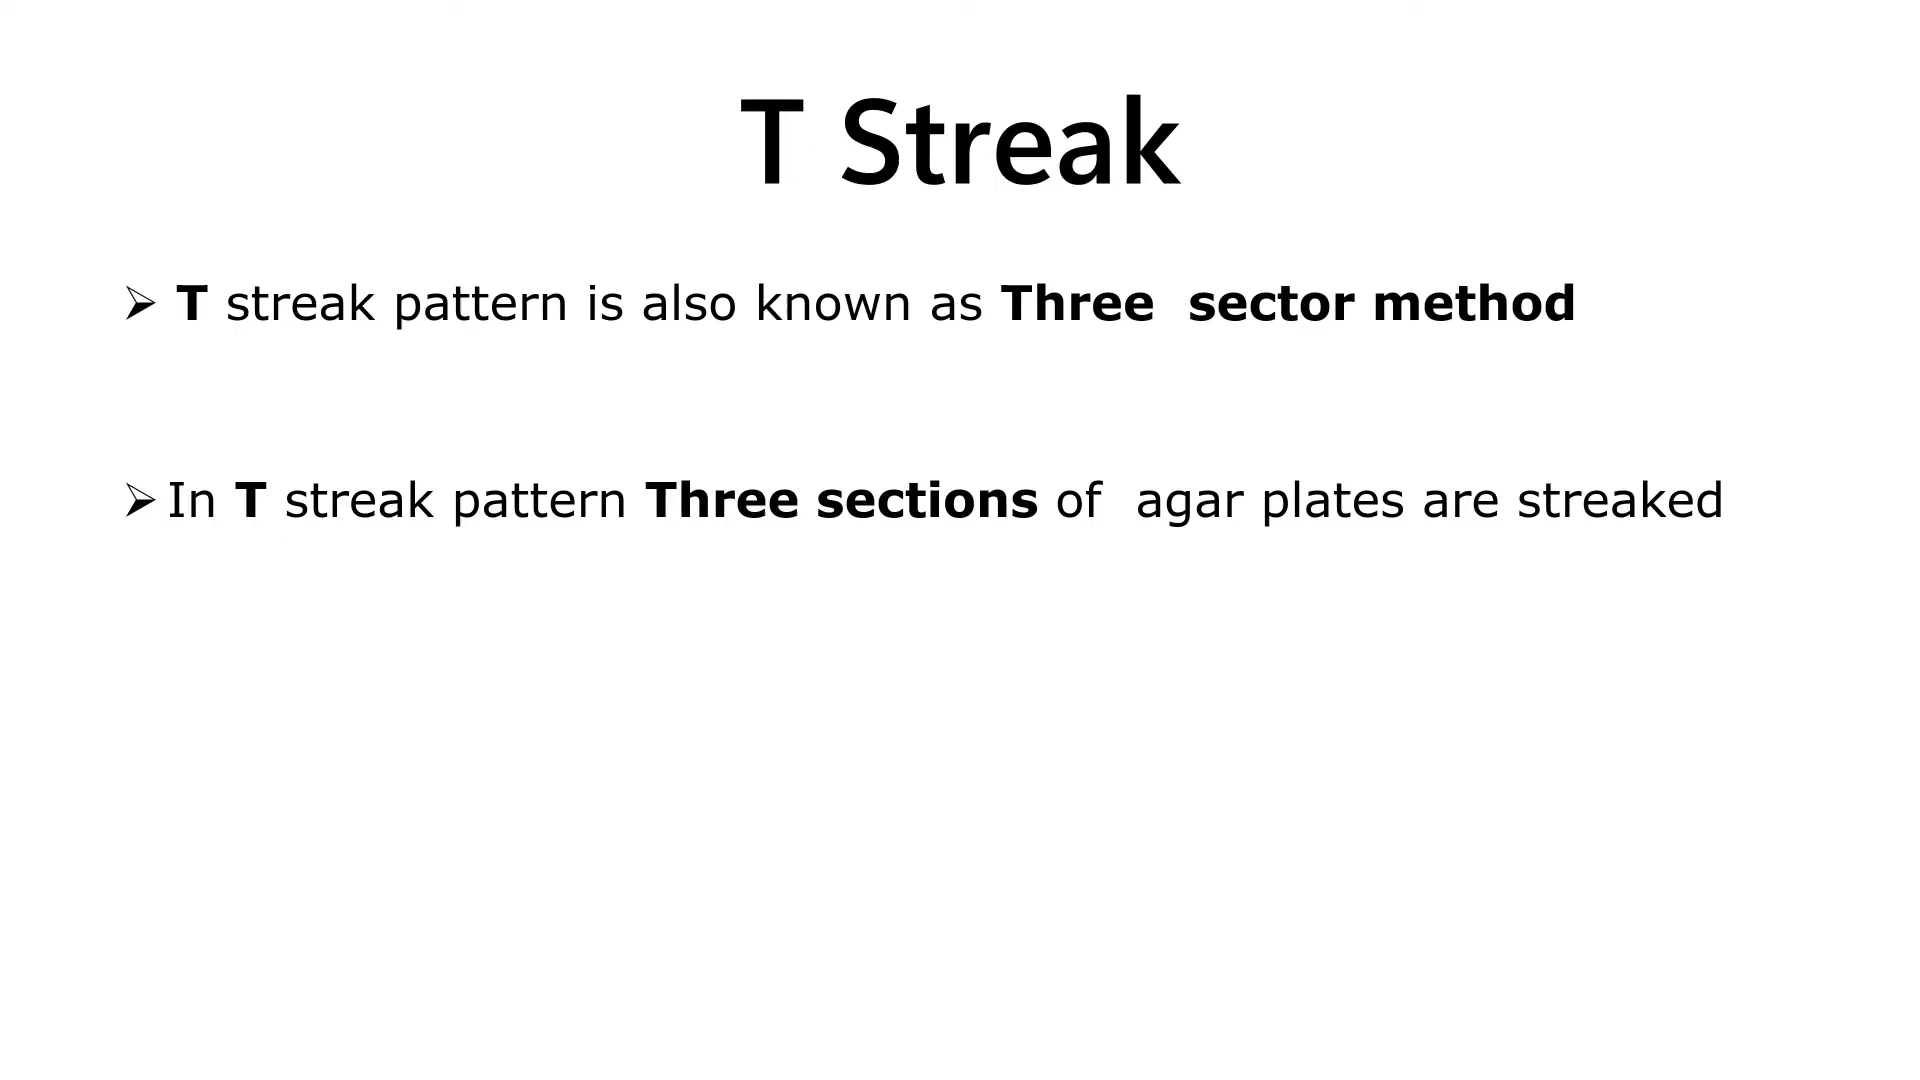 T Streak
➢ T streak pattern is also known as Three  sector method
➢ In T streak pattern Three sections of  agar plates are streaked